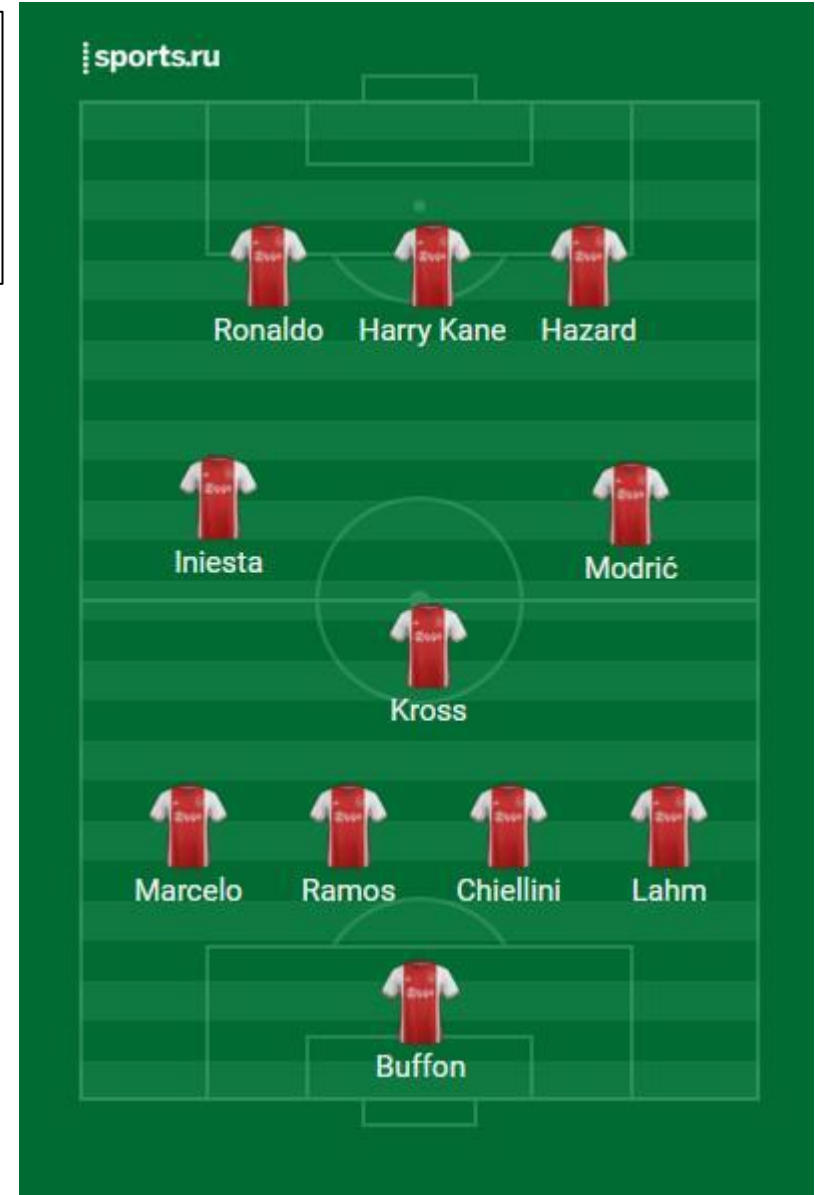 sports.ru
Ronaldo Harry Kane Hazard
Iniesta Modrić
Kross
Marcelo Ramos Chiellini Lahm
Buffon